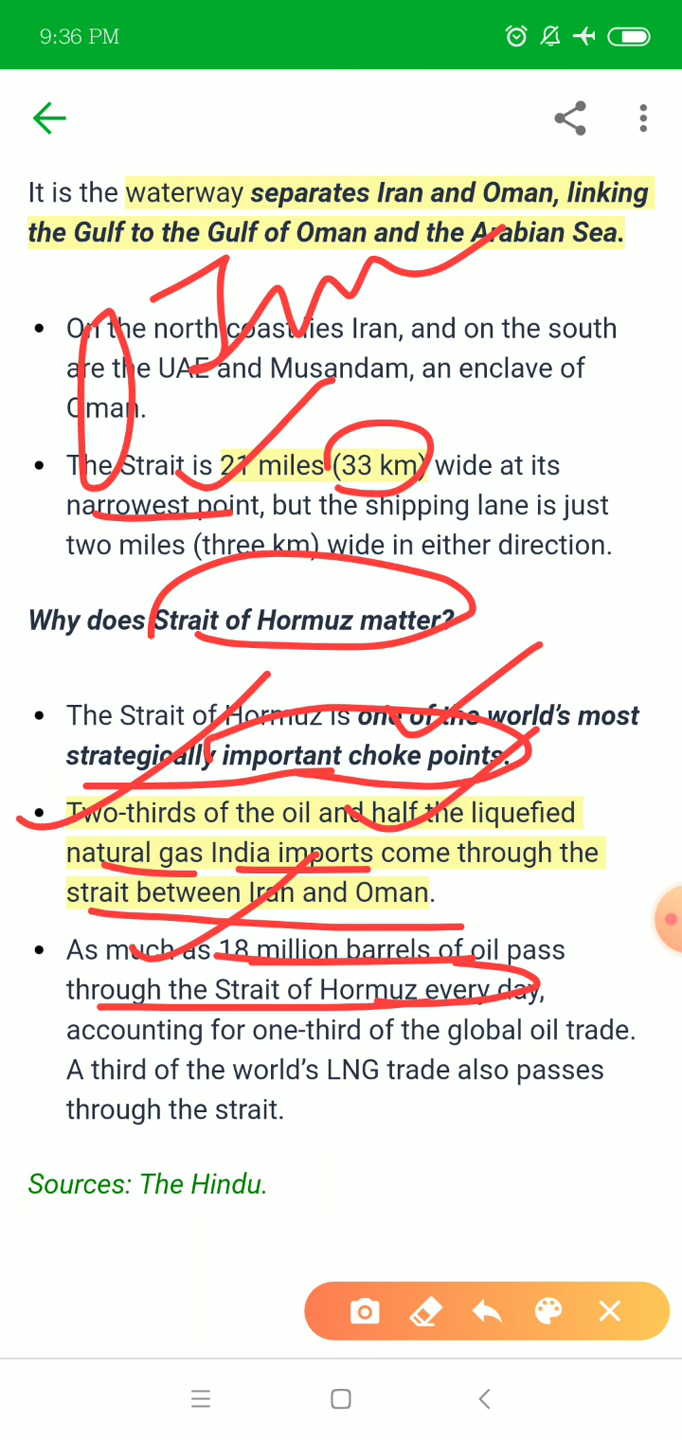 9:36 PM
It is the waterway separates Iran and Oman, linking
the Gulf to the Gulf of Oman and the Arabian Sea.
On the north coast lies Iran, and on the south
are the UAE and Musandam, an enclave of
Oman.
The Strait is 21 miles (33 km) wide at its
narrowest point, but the shipping lane is just
two miles (three km) wide in either direction.
Why does Strait of Hormuz matter?
The Strait of Hormuz is one of the world's most
strategically important choke points.
Two-thirds of the oil and half the liquefied
natural gas India imports come through the
strait between Iran and Oman.
As much as 18 million barrels of oil pass
through the Strait of Hormuz every day,
accounting for one-third of the global oil trade.
A third of the world's LNG trade also passes
through the strait.
Sources: The Hindu.